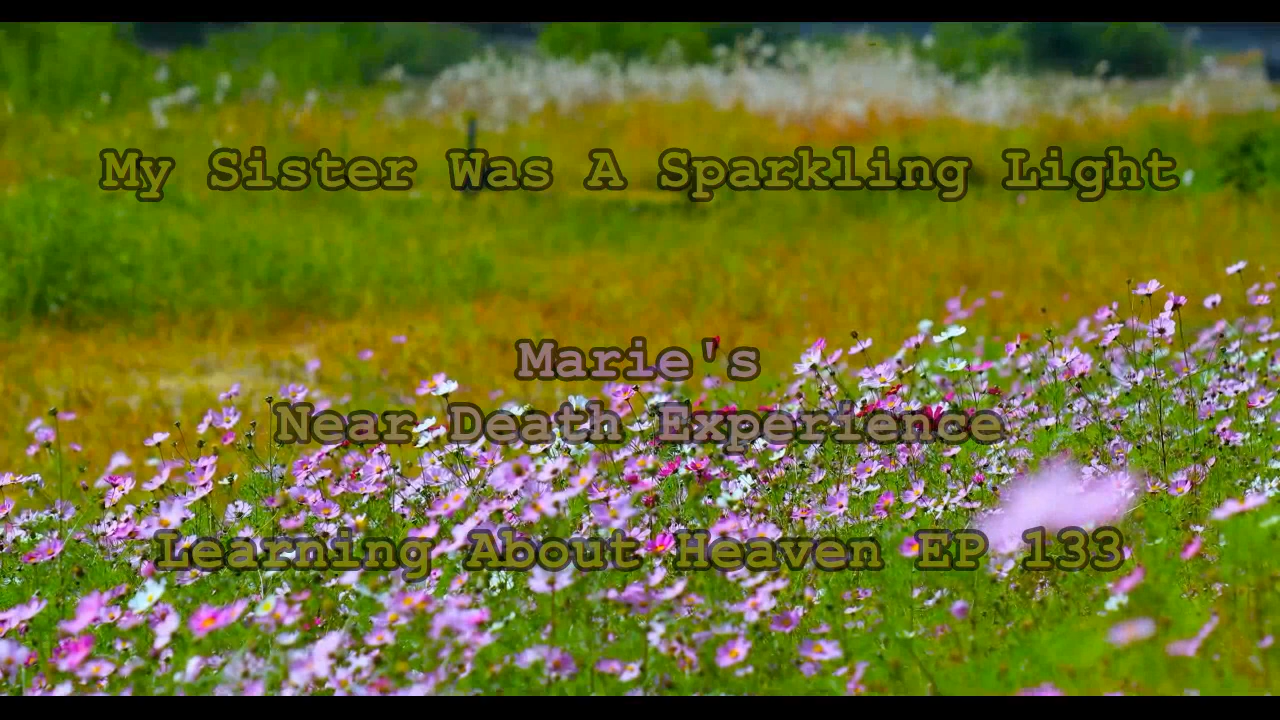 My Sister Was A Sparkling Light
Marie's
Near Death Experience
Learning About Heaven EP 133